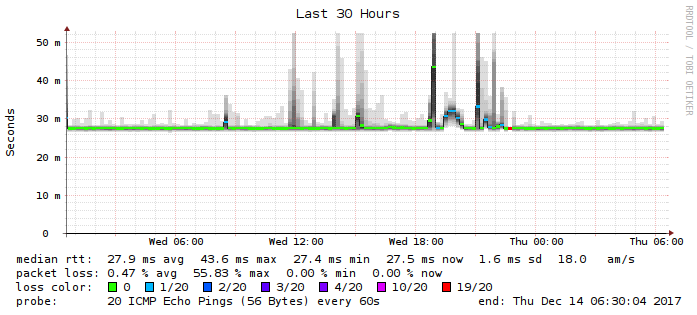 Last 30 Hours
RRDTOOL / TOBI OETIKER
Seconds
50 m
40 m
30 m
20 m
10 m
0
Wed 06:00 Wed 12:00 Wed 18:00 Thu 00:00 Thu 06:00
median rtt: 27.9 ms avg 43.6 ms max 27.4 ms min 27.5 ms now 1.6 ms sd 18.0 am/s
packet loss: 0.47 % avg 55.83 % max 0.00 % min 0.00 % now
loss color: 0 1/20 2/20 3/20 4/20 10/20 19/20
probe: 20 ICMP Echo Pings (56 Bytes) every 60s end: Thu Dec 14 06:30:04 2017